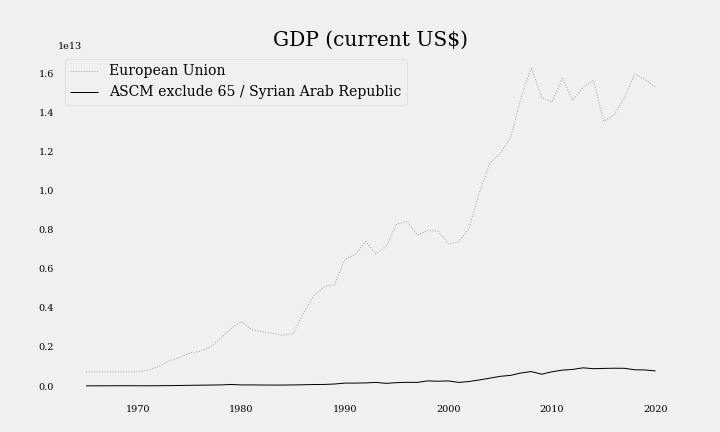 GDP (current US$)
1e13
European Union
ASCM exclude 65 / Syrian Arab Republic
1.6
1.4
1.2
1.0
0.8
0.6
0.4
0.2
0.0
1970 1980 1990 2000 2010 2020